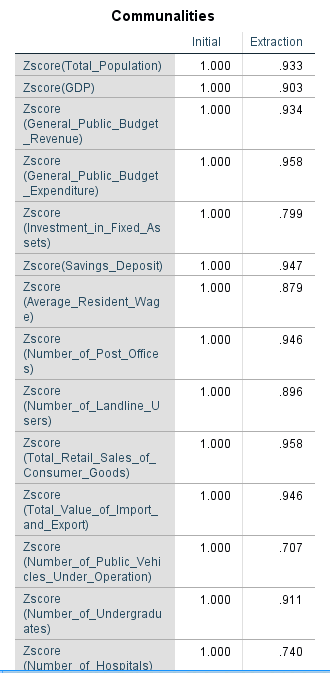 Communalities
Initial Extraction
Zscore(Total_Population) 1.000 .933
Zscore(GDP) 1.000 .903
Zscore 1.000 .934
(General_Public_Budget
_Revenue)
Zscore 1.000 .958
(General_Public_Budget
_Expenditure)
Zscore 1.000 .799
(Investment_in_Fixed_As
sets)
Zscore(Savings_Deposit) 1.000 .947
Zscore 1.000 .879
(Average_Resident_Wag
e)
Zscore 1.000 .946
(Number_of_Post_Office
s)
Zscore 1.000 .896
(Number_of_Landline_U
sers)
Zscore 1.000 .958
(Total_Retail_Sales_of_
Consumer_Goods)
Zscore 1.000 .946
(Total_Value_of_Import_
and_Export)
Zscore 1.000 .707
(Number_of_Public_Vehi
cles_Under_Operation)
Zscore 1.000 .911
(Number_of_Undergradu
ates)
Zscore 1.000 .740
(Number_of_Hospitals)